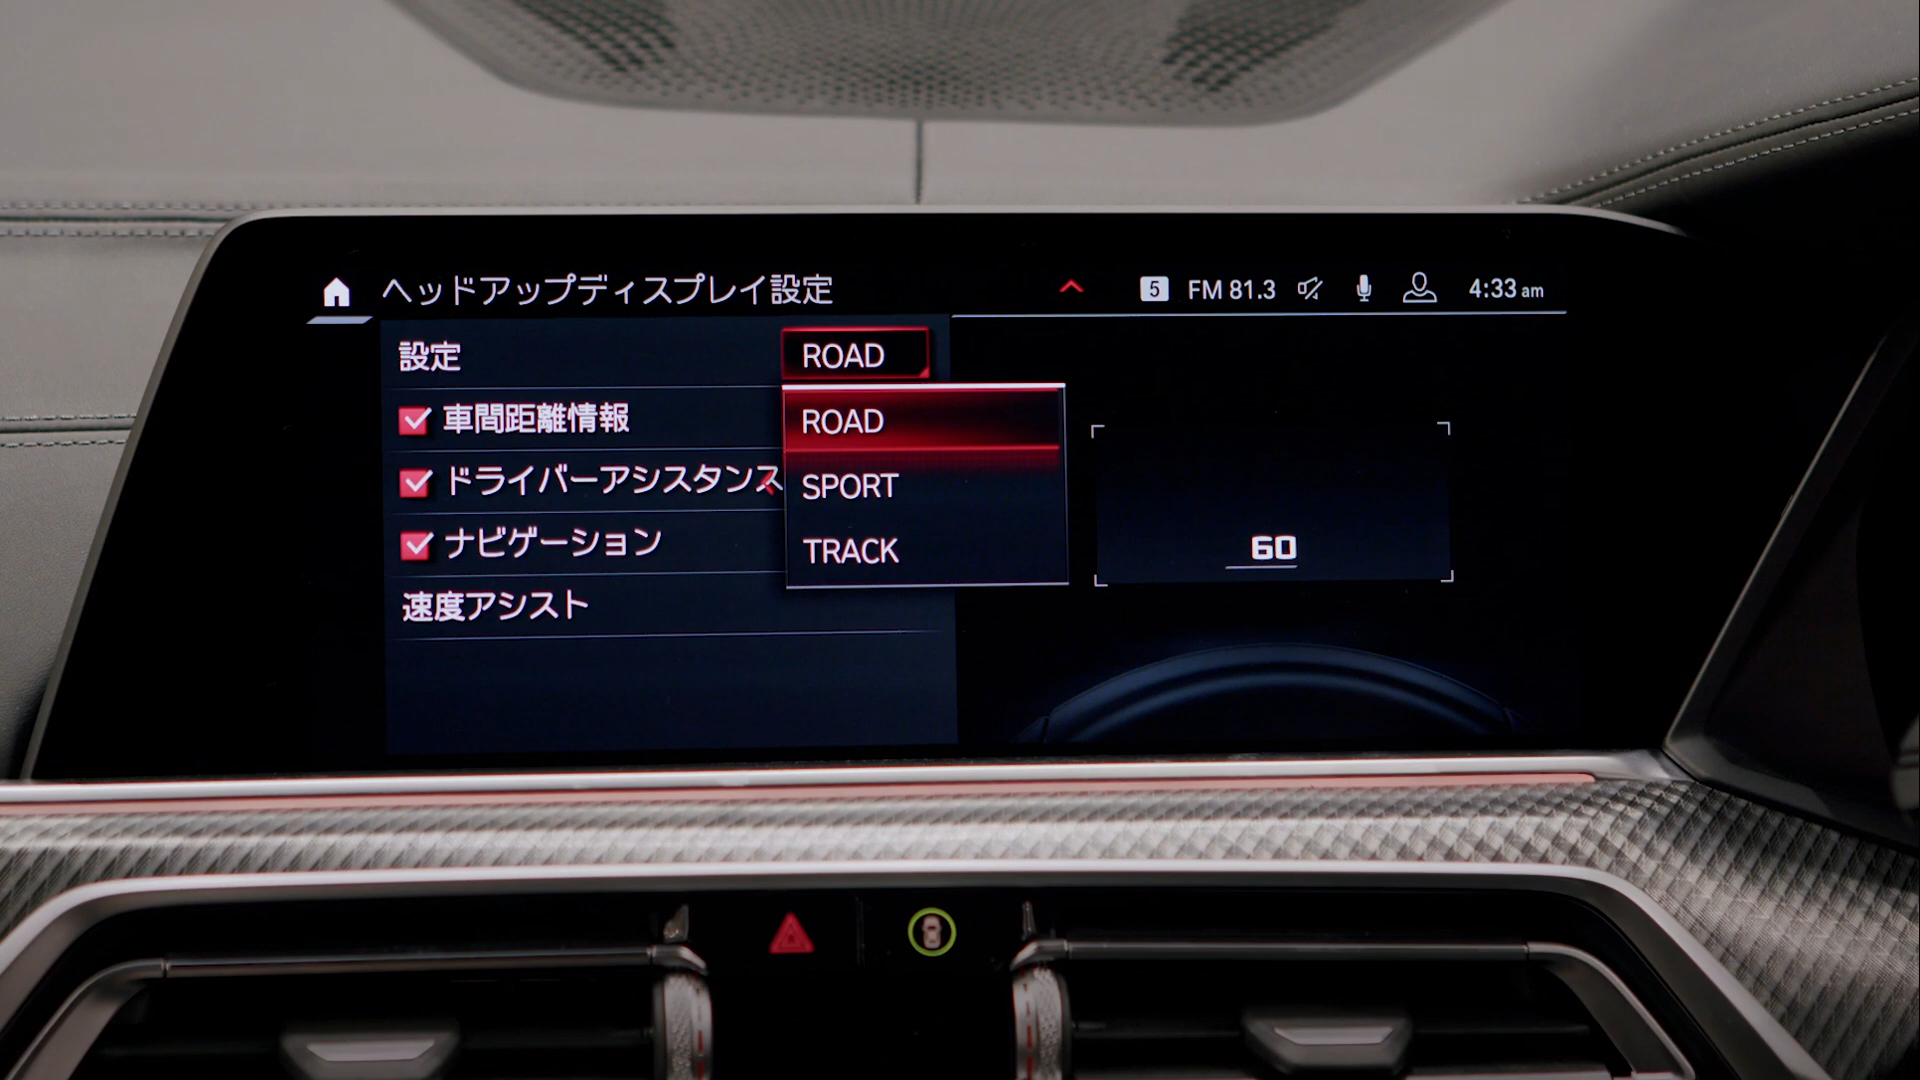 ヘッドアップディスプレイ設定
5 FM 81.3 4:33 am
設定 ROAD
車間距離情報
ドライバーアシスタンス
ナビゲーション
速度アシスト
ROAD
SPORT
TRACK
60